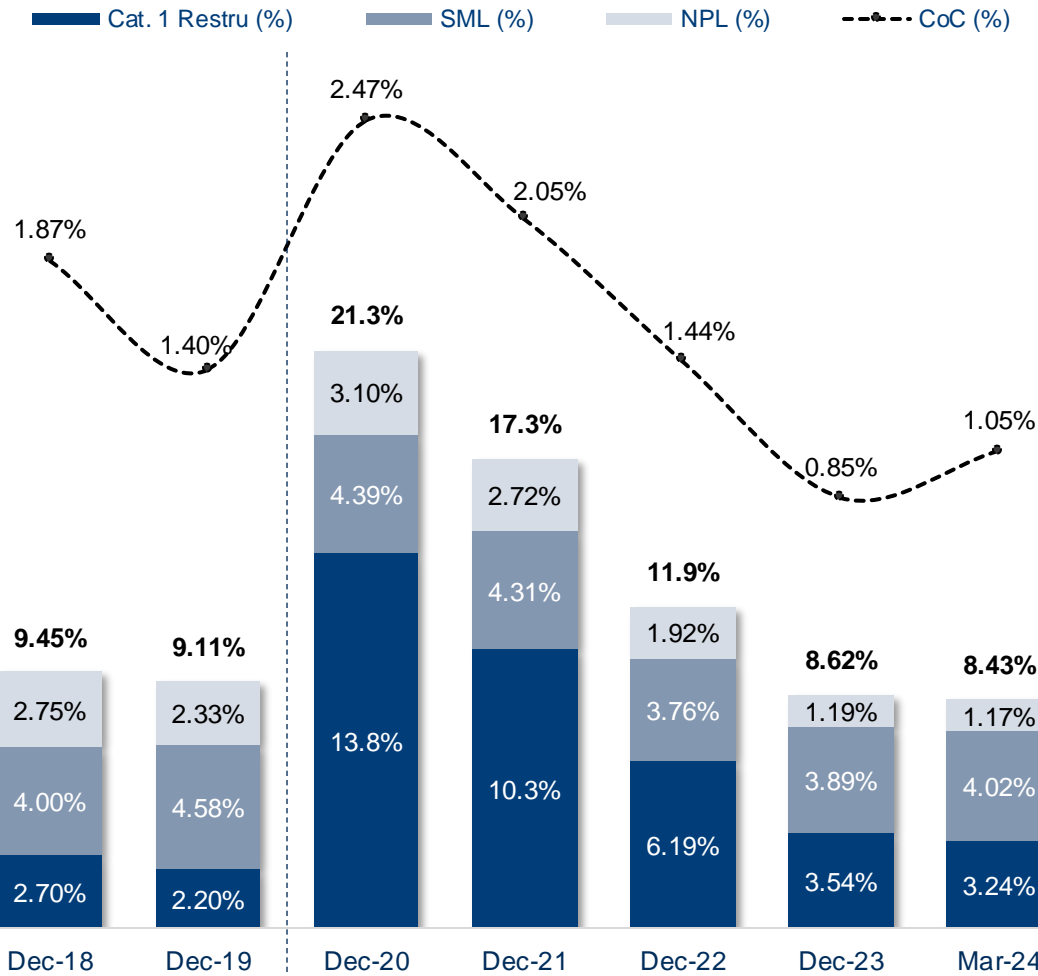 Cat. 1 Restru (%) SML (%) NPL (%) CoC (%)
2.47%
2.05%
1.87%
1.40%
1.44%
1.05%
0.85%
21.3%
17.3%
11.9%
9.45% 9.11% 8.62% 8.43%
2.75% 2.33% 3.10% 2.72% 1.92% 1.19% 1.17%
4.00% 4.58% 4.39% 4.31% 3.76% 3.89% 4.02%
2.70% 2.20% 13.8% 10.3% 6.19% 3.54% 3.24%
Dec-18 Dec-19 Dec-20 Dec-21 Dec-22 Dec-23 Mar-24